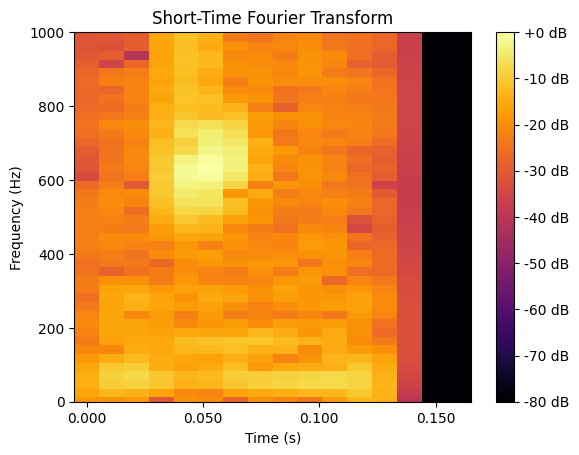 Short-Time Fourier Transform
Frequency (Hz)
1000
800
600
400
200
0
0.000
0.050
0.100
0.150
Time (s)
+0 dB
-10 dB
-20 dB
-30 dB
-40 dB
-50 dB
-60 dB
-70 dB
-80 dB